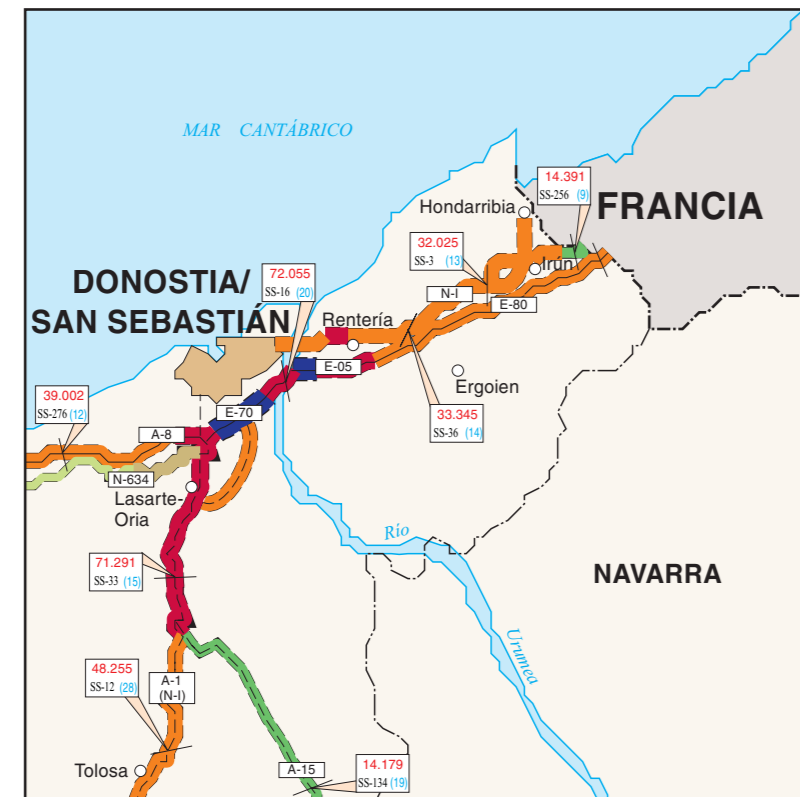 MAR CANTÁBRICO
14.391
SS-256 (9)
Hondarribia
FRANCIA
32.025
SS-3 (13)
Irún
DONOSTIA/
SAN SEBASTIÁN
72.055
SS-16 (20)
N-I
E-80
Rentería
E-05
Ergoien
39.002
SS-276 (12)
E-70
33.345
SS-36 (14)
A-8
N-634
Lasarte-
Oria
Río
71.291
SS-33 (15)
NAVARRA
Urumea
48.255
SS-12 (28)
A-1
(N-I)
Tolosa
A-15
14.179
SS-134 (19)